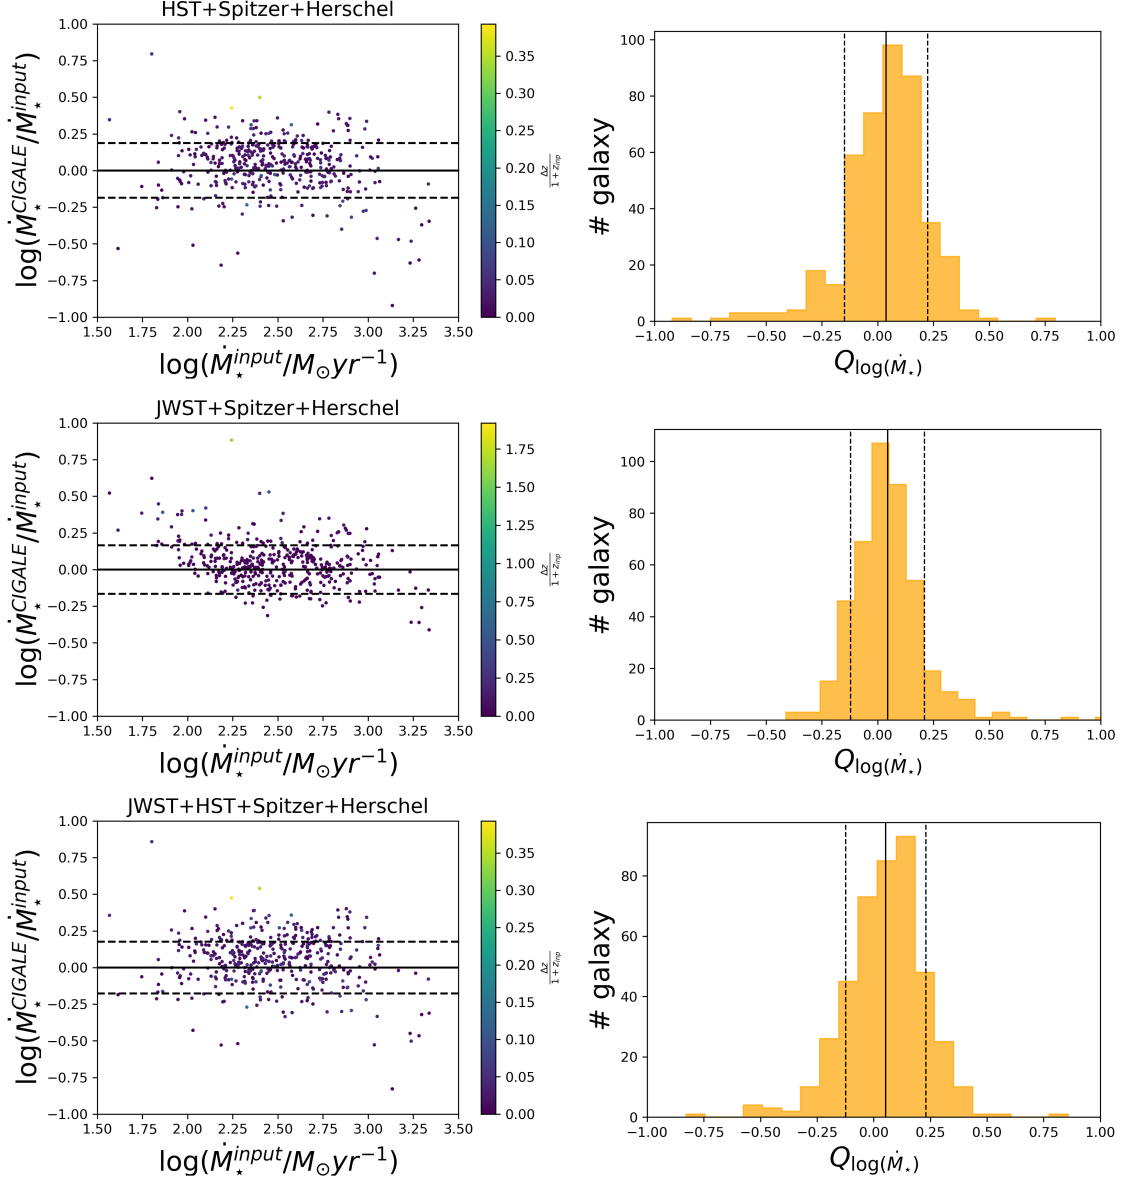 HST+Spitzer+Herschel
1.00
0.75
0.50
0.25
0.00
−0.25
−0.50
−0.75
−1.00
log(Ṁ⋆^CIGALE/Ṁ⋆^input)
1.50 1.75 2.00 2.25 2.50 2.75 3.00 3.25 3.50
log(Ṁ⋆^input/M⊙yr⁻¹)
0.35
0.30
0.25
0.20
0.15
0.10
0.05
0.00
Δz/(1 + z_inp)
100
80
60
40
20
0
# galaxy
−1.00 −0.75 −0.50 −0.25 0.00 0.25 0.50 0.75 1.00
Q_log(Ṁ⋆)
JWST+Spitzer+Herschel
1.00
0.75
0.50
0.25
0.00
−0.25
−0.50
−0.75
−1.00
log(Ṁ⋆^CIGALE/Ṁ⋆^input)
1.50 1.75 2.00 2.25 2.50 2.75 3.00 3.25 3.50
log(Ṁ⋆^input/M⊙yr⁻¹)
1.75
1.50
1.25
1.00
0.75
0.50
0.25
0.00
Δz/(1 + z_inp)
100
80
60
40
20
0
# galaxy
−1.00 −0.75 −0.50 −0.25 0.00 0.25 0.50 0.75 1.00
Q_log(Ṁ⋆)
JWST+HST+Spitzer+Herschel
1.00
0.75
0.50
0.25
0.00
−0.25
−0.50
−0.75
−1.00
log(Ṁ⋆^CIGALE/Ṁ⋆^input)
1.50 1.75 2.00 2.25 2.50 2.75 3.00 3.25 3.50
log(Ṁ⋆^input/M⊙yr⁻¹)
0.35
0.30
0.25
0.20
0.15
0.10
0.05
0.00
Δz/(1 + z_inp)
80
60
40
20
0
# galaxy
−1.00 −0.75 −0.50 −0.25 0.00 0.25 0.50 0.75 1.00
Q_log(Ṁ⋆)